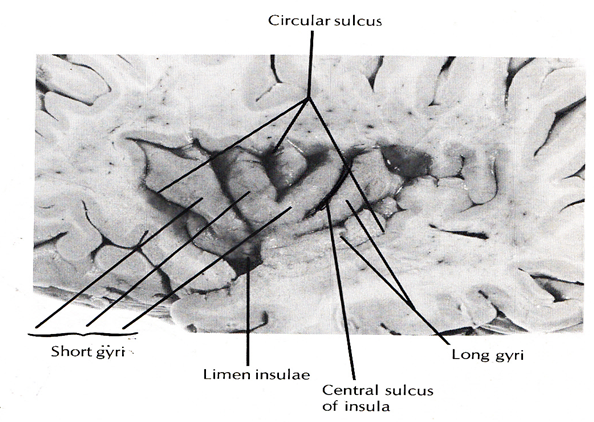 Circular sulcus
Short gyri
Limen insulae
Central sulcus
of insula
Long gyri